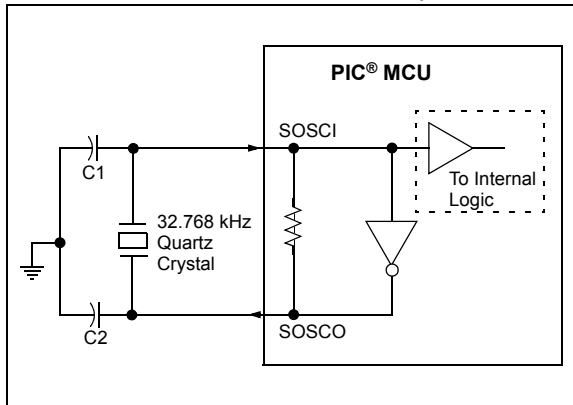 PIC® MCU
SOSCI
C1
To Internal
Logic
32.768 kHz
Quartz
Crystal
SOSCO
C2